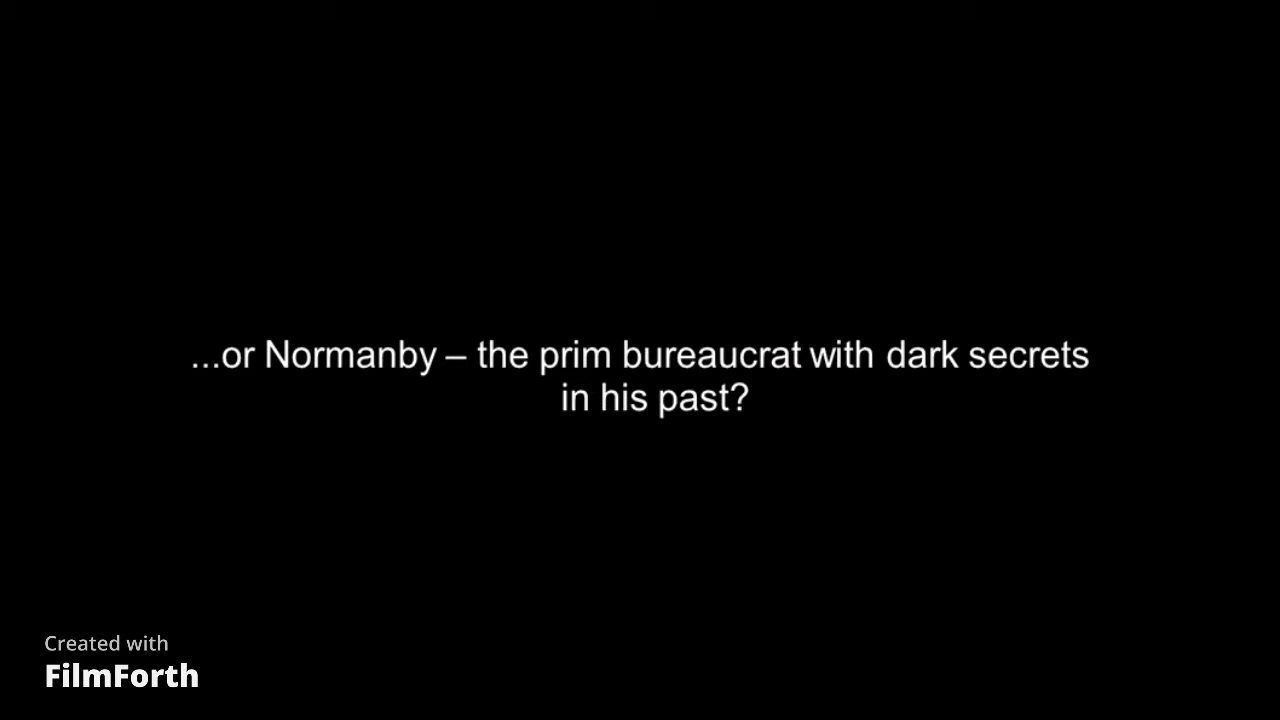 ...or Normanby – the prim bureaucrat with dark secrets
in his past?
Created with
FilmForth